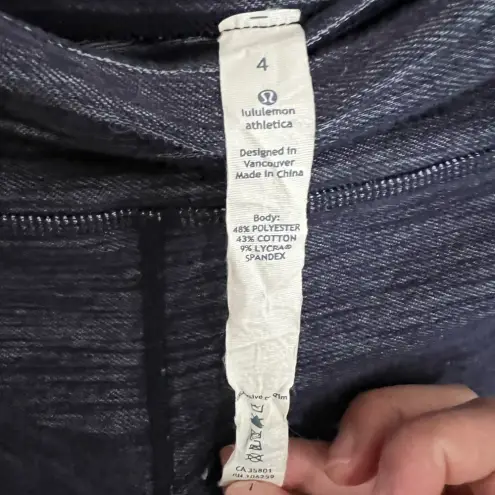 4
lululemon
athletica
Designed in
Vancouver
Made in China
Body:
48% POLYESTER
43% COTTON
9% LYCRA®
SPANDEX
CA 35801